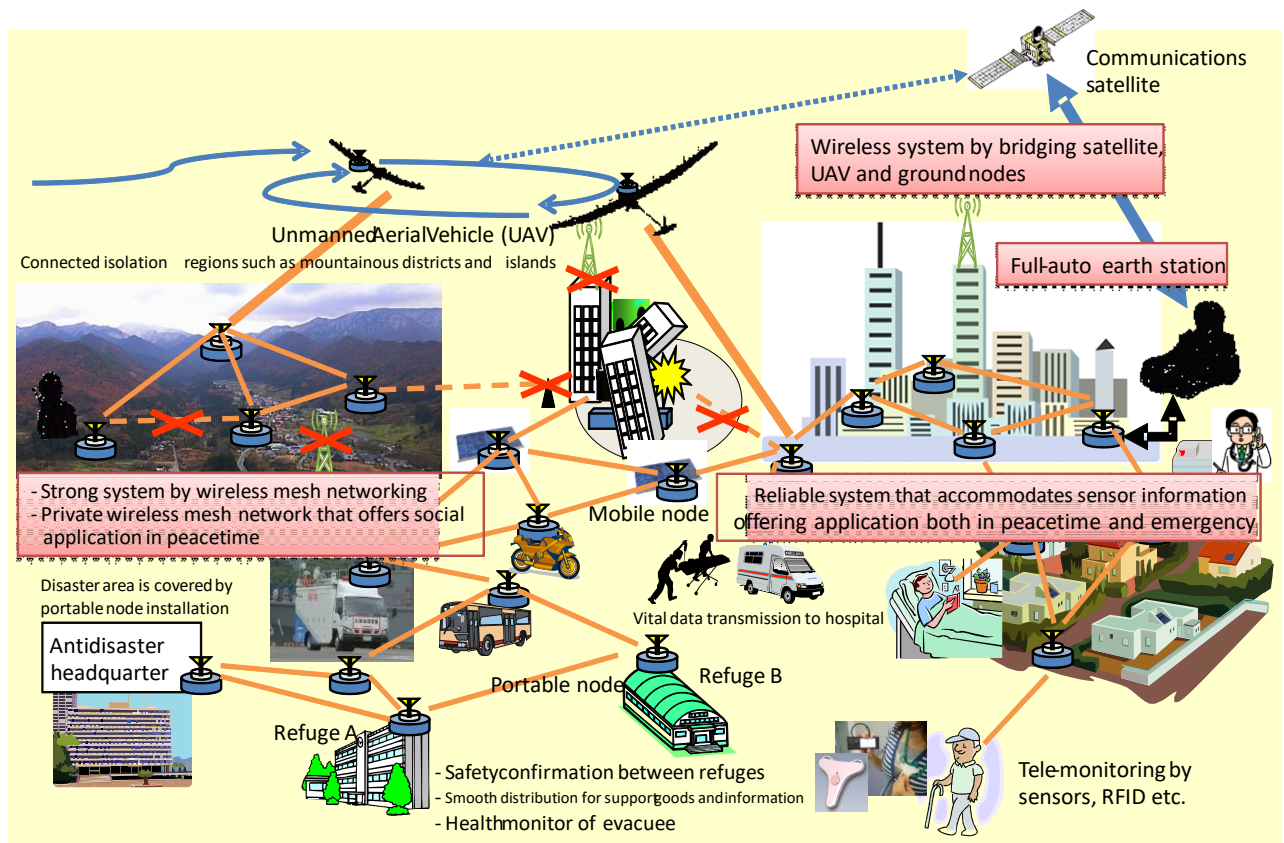 Communications
satellite
Wireless system by bridging satellite,
UAV and ground nodes
Unmanned Aerial Vehicle (UAV)
Connected isolation regions such as mountainous districts and islands
Full-auto earth station
- Strong system by wireless mesh networking
- Private wireless mesh network that offers social
application in peacetime
Mobile node
Reliable system that accommodates sensor information
offering application both in peacetime and emergency
Disaster area is covered by
portable node installation
Vital data transmission to hospital
Antidisaster
headquarter
Portable node
Refuge B
Refuge A
- Safety confirmation between refuges
- Smooth distribution for support goods and information
- Health monitor of evacuee
Tele-monitoring by
sensors, RFID etc.